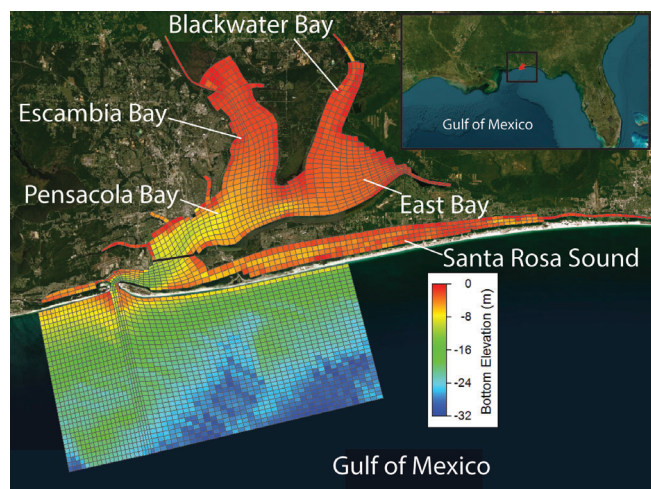 Blackwater Bay
Escambia Bay
Gulf of Mexico
Pensacola Bay
East Bay
Santa Rosa Sound
0
-8
-16
-24
-32
Bottom Elevation (m)
Gulf of Mexico